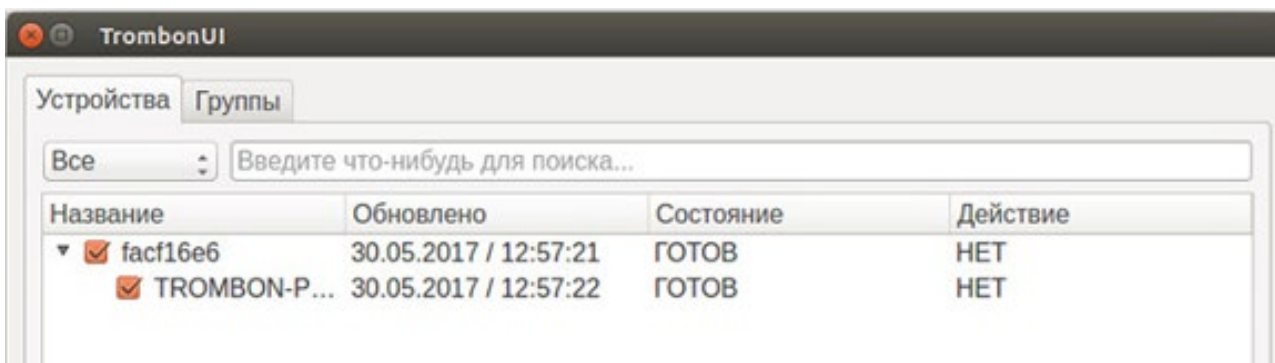 TrombonUI
Устройства Группы
Все Введите что-нибудь для поиска...
Название Обновлено Состояние Действие
facf16e6 30.05.2017 / 12:57:21 ГОТОВ НЕТ
TROMBON-P... 30.05.2017 / 12:57:22 ГОТОВ НЕТ